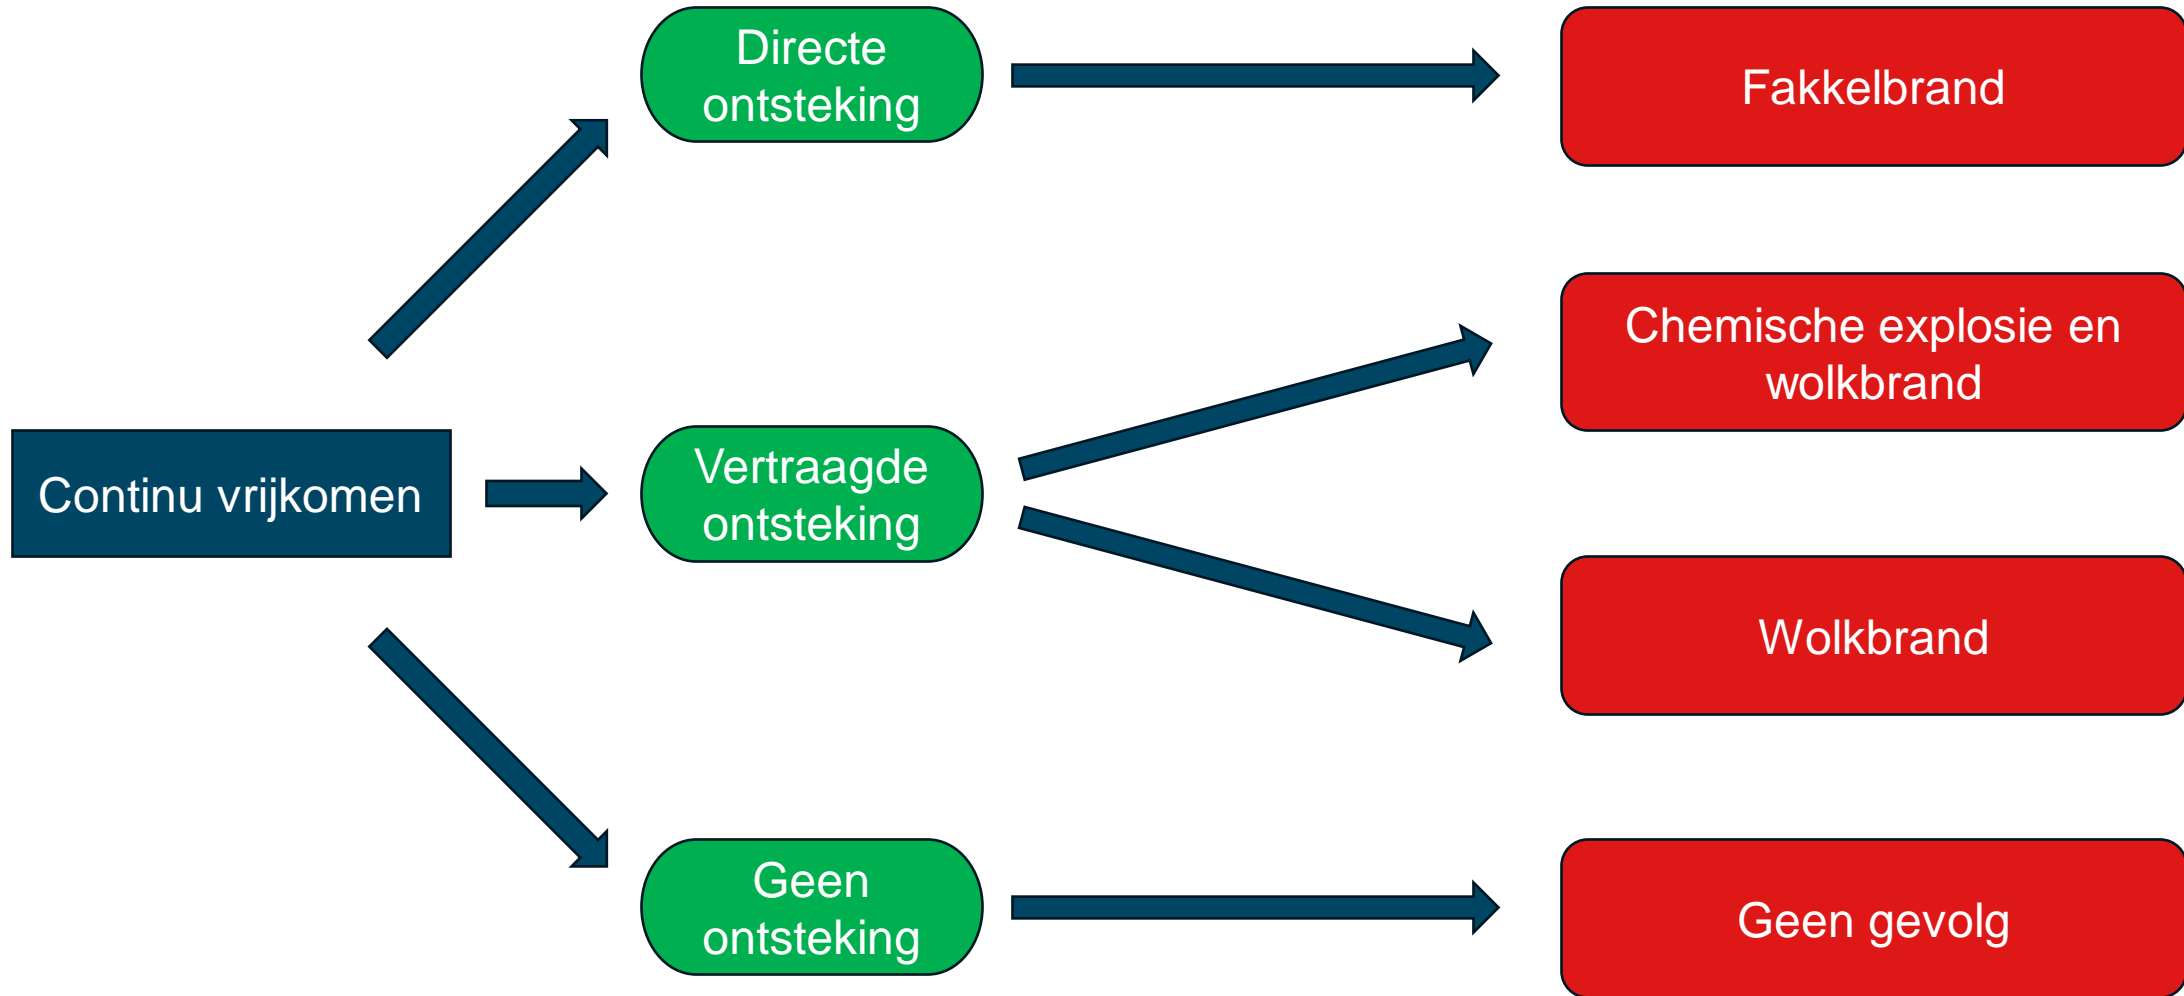 Directe
ontsteking
Fakkelbrand
Chemische explosie en
wolkbrand
Continu vrijkomen
Vertraagde
ontsteking
Wolkbrand
Geen
ontsteking
Geen gevolg